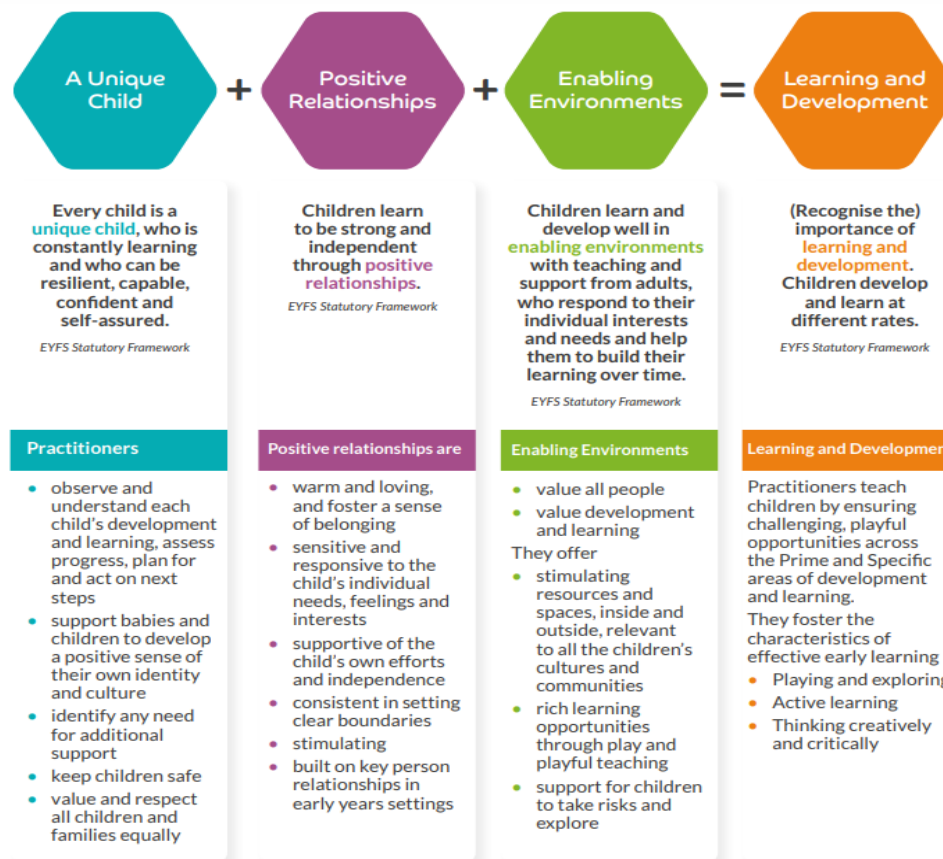 A Unique
Child
+
Positive
Relationships
+
Enabling
Environments
=
Learning and
Development
Every child is a
unique child, who is
constantly learning
and who can be
resilient, capable,
confident and
self-assured.
EYFS Statutory Framework
Children learn
to be strong and
independent
through positive
relationships.
EYFS Statutory Framework
Children learn and
develop well in
enabling environments
with teaching and
support from adults,
who respond to their
individual interests
and needs and help
them to build their
learning over time.
EYFS Statutory Framework
(Recognise the)
importance of
learning and
development.
Children develop
and learn at
different rates.
EYFS Statutory Framework
Practitioners
• observe and
understand each
child's development
and learning, assess
progress, plan for
and act on next
steps
• support babies and
children to develop
a positive sense of
their own identity
and culture
• identify any need
for additional
support
• keep children safe
• value and respect
all children and
families equally
Positive relationships are
• warm and loving,
and foster a sense
of belonging
• sensitive and
responsive to the
child's individual
needs, feelings and
interests
• supportive of the
child's own efforts
and independence
• consistent in setting
clear boundaries
• stimulating
• built on key person
relationships in
early years settings
Enabling Environments
• value all people
• value development
and learning
They offer
• stimulating
resources and
spaces, inside and
outside, relevant
to all the children's
cultures and
communities
• rich learning
opportunities
through play and
playful teaching
• support for children
to take risks and
explore
Learning and Developmen
Practitioners teach
children by ensuring
challenging, playful
opportunities across
the Prime and Specific
areas of development
and learning.
They foster the
characteristics of
effective early learning
• Playing and exploring
• Active learning
• Thinking creatively
and critically